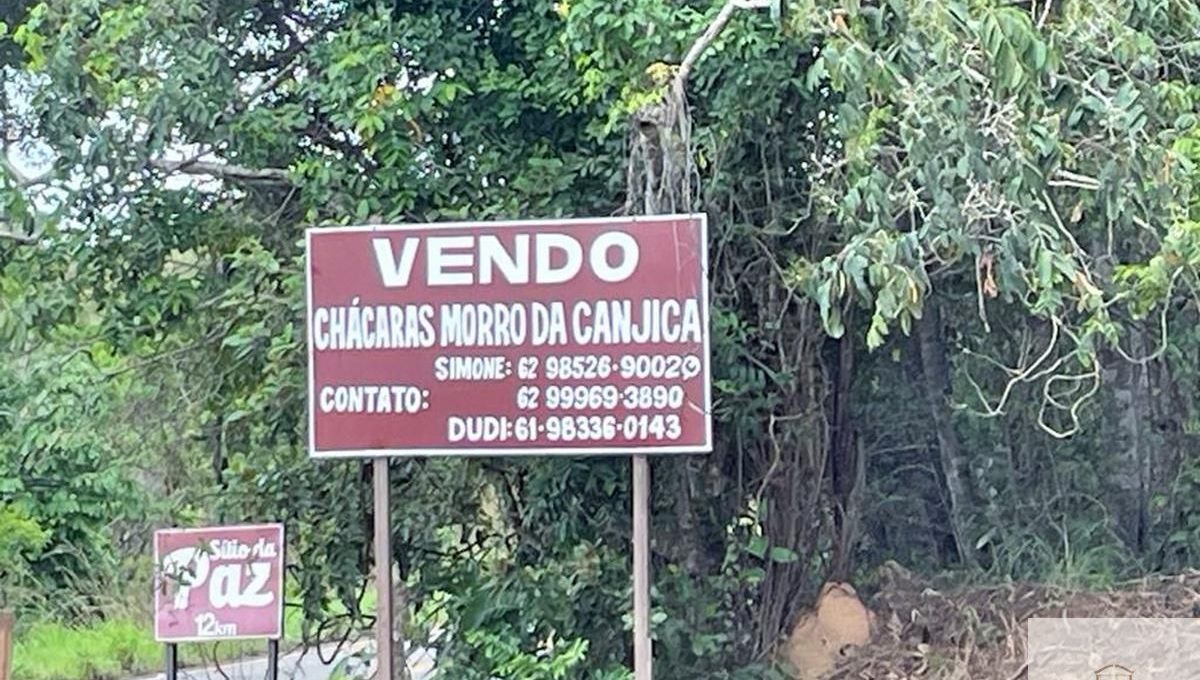 VENDO
CHÁCARAS MORRO DA CANJICA
SIMONE: 62 98526-9002
CONTATO: 62 99969-3890
DUDI: 61-98336-0143
Sítio da
Paz
12km